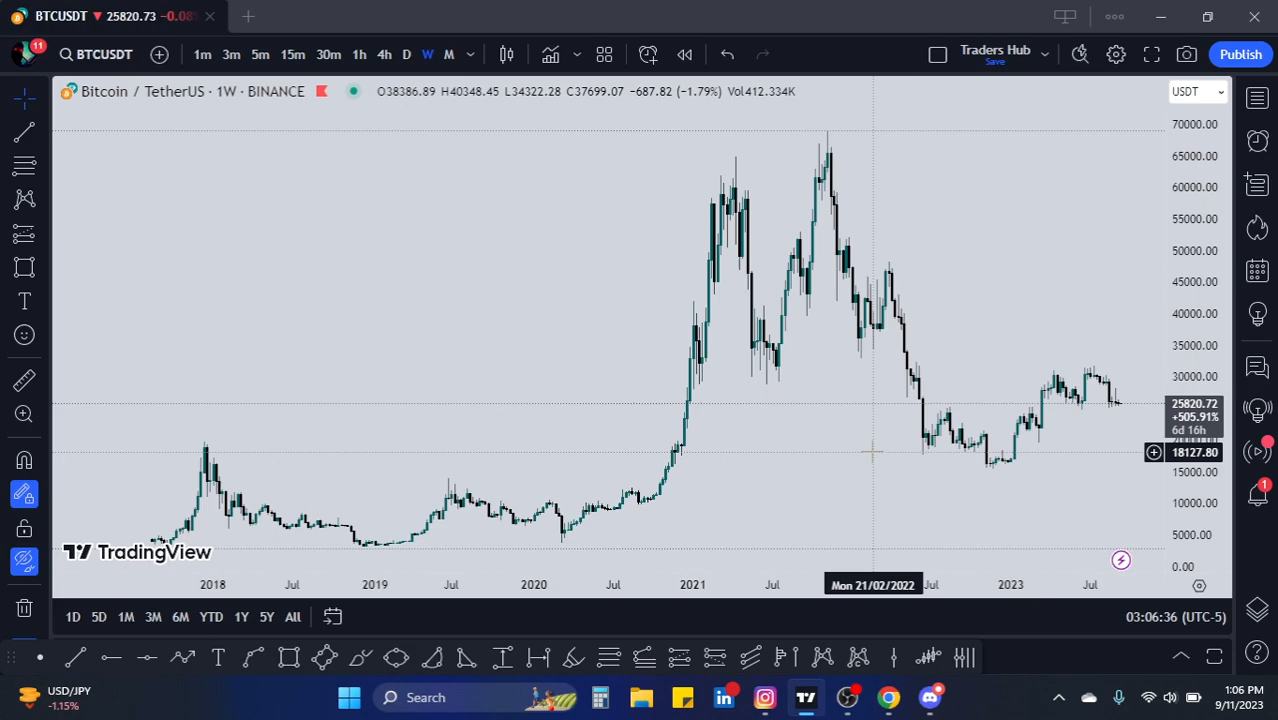 BTCUSDT ▼ 25820.73 −0.08
11 BTCUSDT 1m 3m 5m 15m 30m 1h 4h D W M Traders Hub Save Publish
Bitcoin / TetherUS · 1W · BINANCE O38386.89 H40348.45 L34322.28 C37699.07 −687.82 (−1.79%) Vol412.334K
USDT
70000.00
65000.00
60000.00
55000.00
50000.00
45000.00
40000.00
35000.00
30000.00
25820.72
+505.91%
6d 16h
18127.80
15000.00
10000.00
5000.00
0.00
1
TradingView
2018 Jul 2019 Jul 2020 Jul 2021 Jul Mon 21/02/2022 Jul 2023 Jul
1D 5D 1M 3M 6M YTD 1Y 5Y All 03:06:36 (UTC-5)
USD/JPY
-1.15%
Search
1:06 PM
9/11/2023